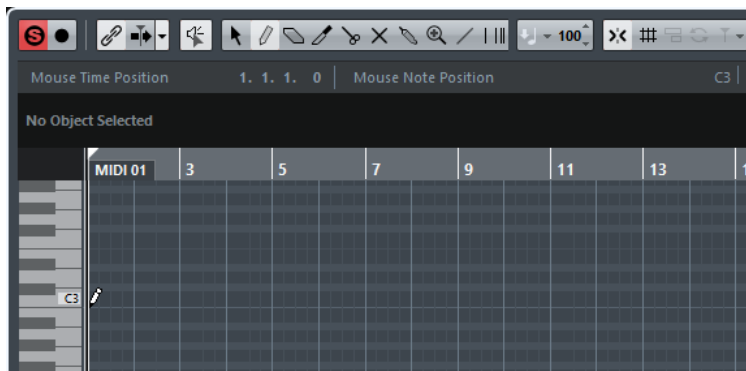 S 100
Mouse Time Position 1. 1. 1. 0 Mouse Note Position C3
No Object Selected
MIDI 01 3 5 7 9 11 13
C3